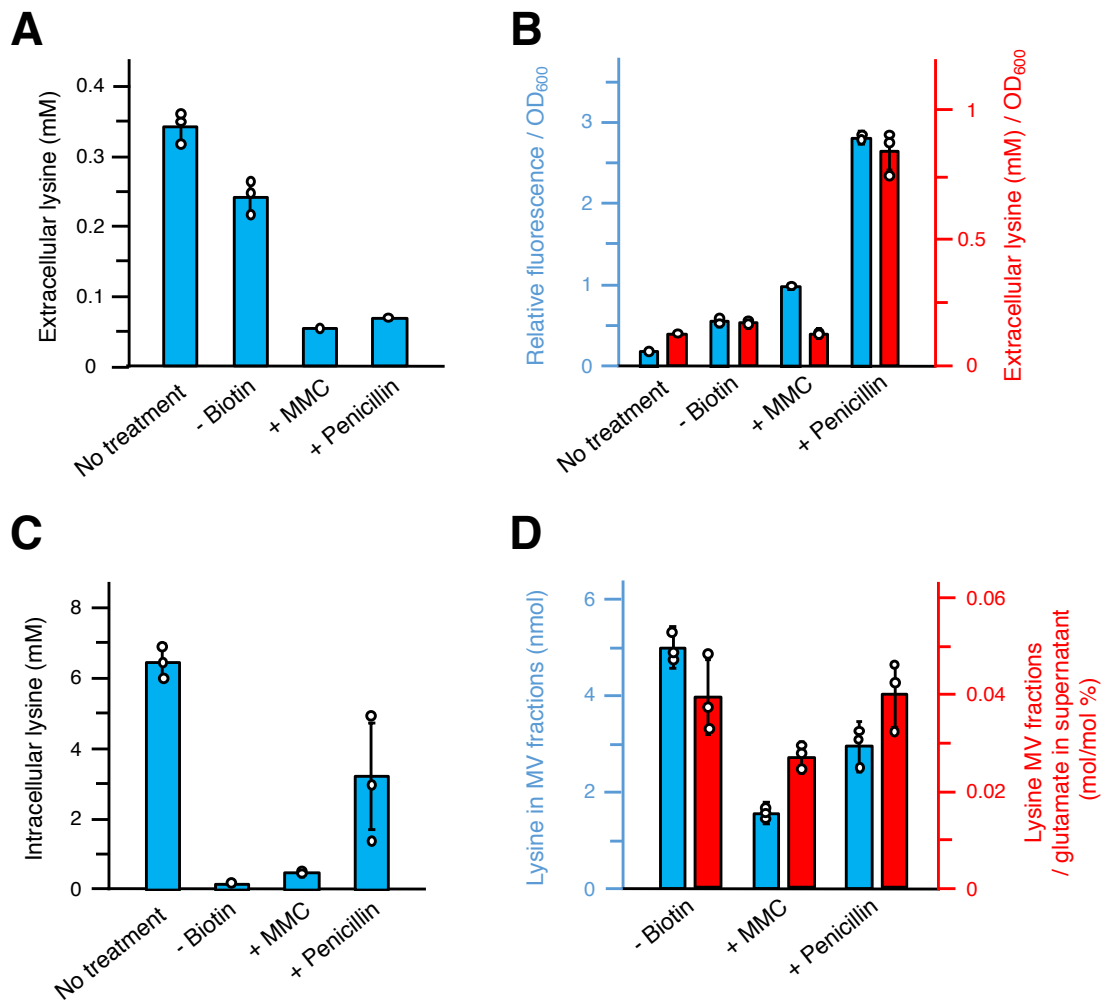 A
Extracellular lysine (mM)
0.4
0.3
0.2
0.1
0
No treatment
- Biotin
+ MMC
+ Penicillin
B
Relative fluorescence / OD600
3
2
1
0
Extracellular lysine (mM) / OD600
1
0.5
0
No treatment
- Biotin
+ MMC
+ Penicillin
C
Intracellular lysine (mM)
8
6
4
2
0
No treatment
- Biotin
+ MMC
+ Penicillin
D
Lysine in MV fractions (nmol)
6
4
2
0
0.06
0.04
0.02
0
Lysine MV fractions
/ glutamate in supernatant
(mol/mol %)
- Biotin
+ MMC
+ Penicillin